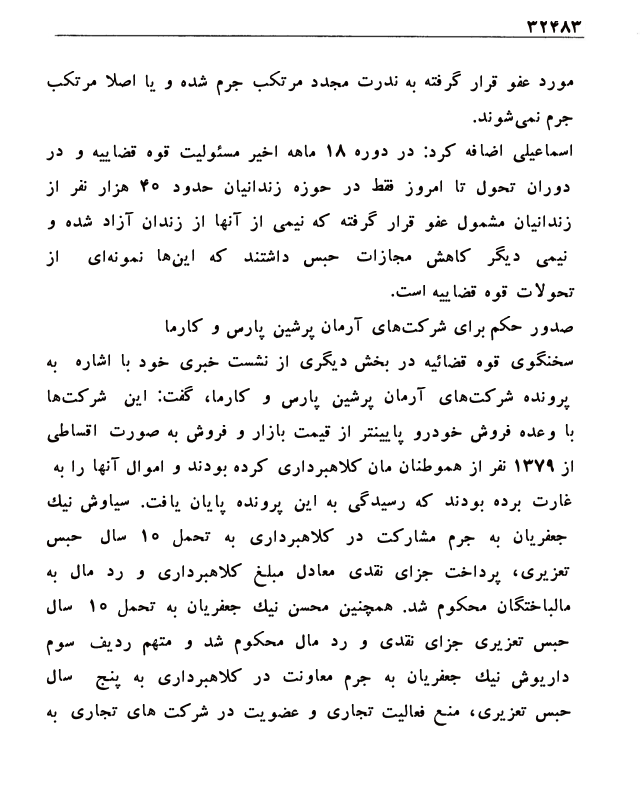 ۳۲۴۸۳
مورد عفو قرار گرفته به ندرت مجدد مرتکب جرم شده و یا اصلا مرتکب
جرم نمی‌شوند.
اسماعیلی اضافه کرد: در دوره ۱۸ ماهه اخیر مسئولیت قوه قضاییه و در
دوران تحول تا امروز فقط در حوزه زندانیان حدود ۴۰ هزار نفر از
زندانیان مشمول عفو قرار گرفته که نیمی از آنها از زندان آزاد شده و
نیمی دیگر کاهش مجازات حبس داشتند که این‌ها نمونه‌ای از
تحولات قوه قضاییه است.
صدور حکم برای شرکت‌های آرمان پرشین پارس و کارما
سخنگوی قوه قضائیه در بخش دیگری از نشست خبری خود با اشاره به
پرونده شرکت‌های آرمان پرشین پارس و کارما، گفت: این شرکت‌ها
با وعده فروش خودرو پایینتر از قیمت بازار و فروش به صورت اقساطی
از ۱۳۷۹ نفر از هموطنان مان کلاهبرداری کرده بودند و اموال آنها را به
غارت برده بودند که رسیدگی به این پرونده پایان یافت. سیاوش نیك
جعفریان به جرم مشارکت در کلاهبرداری به تحمل ۱۰ سال حبس
تعزیری، پرداخت جزای نقدی معادل مبلغ کلاهبرداری و رد مال به
مالباختگان محکوم شد. همچنین محسن نیك جعفریان به تحمل ۱۰ سال
حبس تعزیری جزای نقدی و رد مال محکوم شد و متهم ردیف سوم
داریوش نیك جعفریان به جرم معاونت در کلاهبرداری به پنج سال
حبس تعزیری، منع فعالیت تجاری و عضویت در شرکت های تجاری به